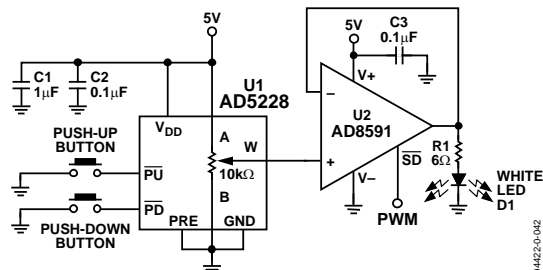 5V
C1
1μF
C2
0.1μF
U1
AD5228
VDD
A
W
10kΩ
B
PUSH-UP
BUTTON
PU
PD
PUSH-DOWN
BUTTON
PRE
GND
5V
C3
0.1μF
V+
–
U2
AD8591
+
SD
V–
PWM
R1
6Ω
WHITE
LED
D1
04422-0-042